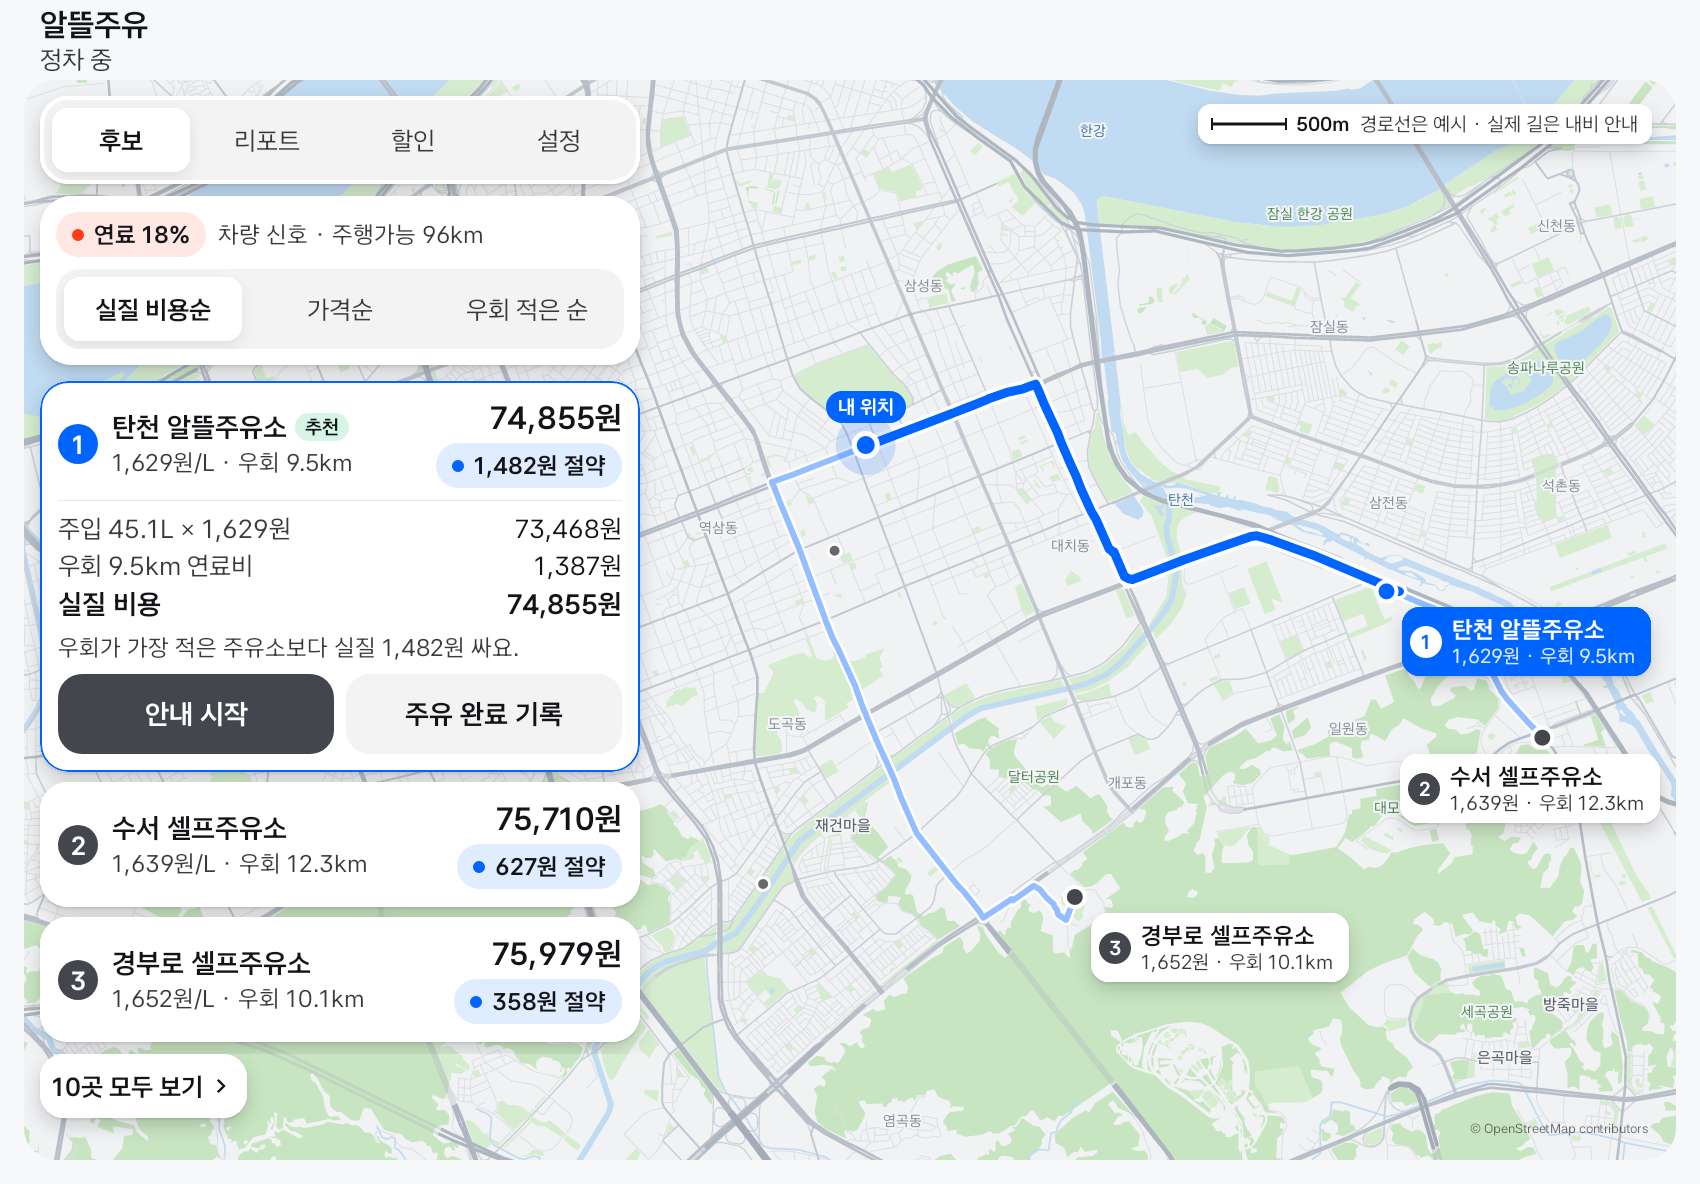 알뜰주유
정차 중
후보
리포트
할인
설정
연료 18%
차량 신호 · 주행가능 96km
실질 비용순
가격순
우회 적은 순
1
탄천 알뜰주유소
추천
74,855원
1,629원/L · 우회 9.5km
1,482원 절약
주입 45.1L × 1,629원
73,468원
우회 9.5km 연료비
1,387원
실질 비용
74,855원
우회가 가장 적은 주유소보다 실질 1,482원 싸요.
안내 시작
주유 완료 기록
2
수서 셀프주유소
75,710원
1,639원/L · 우회 12.3km
627원 절약
3
경부로 셀프주유소
75,979원
1,652원/L · 우회 10.1km
358원 절약
10곳 모두 보기
500m 경로선은 예시 · 실제 길은 내비 안내
한강
잠실 한강 공원
신천동
삼성동
잠실동
송파나루공원
내 위치
석촌동
탄천
삼전동
역삼동
대치동
1
탄천 알뜰주유소
1,629원 · 우회 9.5km
도곡동
일원동
달터공원
개포동
2
수서 셀프주유소
1,639원 · 우회 12.3km
대모
재건마을
3
경부로 셀프주유소
1,652원 · 우회 10.1km
세곡공원
방죽마을
은곡마을
염곡동
© OpenStreetMap contributors